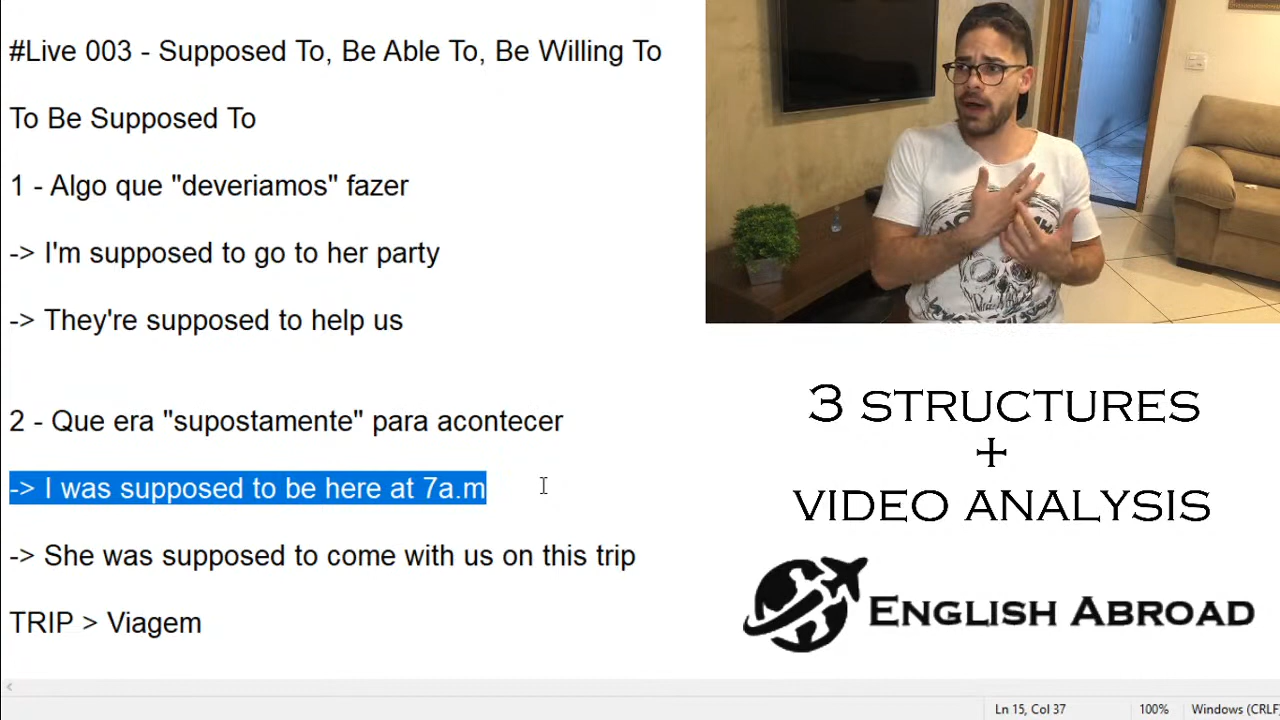 #Live 003 - Supposed To, Be Able To, Be Willing To
To Be Supposed To
1 - Algo que "deveriamos" fazer
-> I'm supposed to go to her party
-> They're supposed to help us
2 - Que era "supostamente" para acontecer
-> I was supposed to be here at 7a.m
-> She was supposed to come with us on this trip
TRIP > Viagem
3 STRUCTURES
+
VIDEO ANALYSIS
ENGLISH ABROAD
Ln 15, Col 37
100%
Windows (CRLF